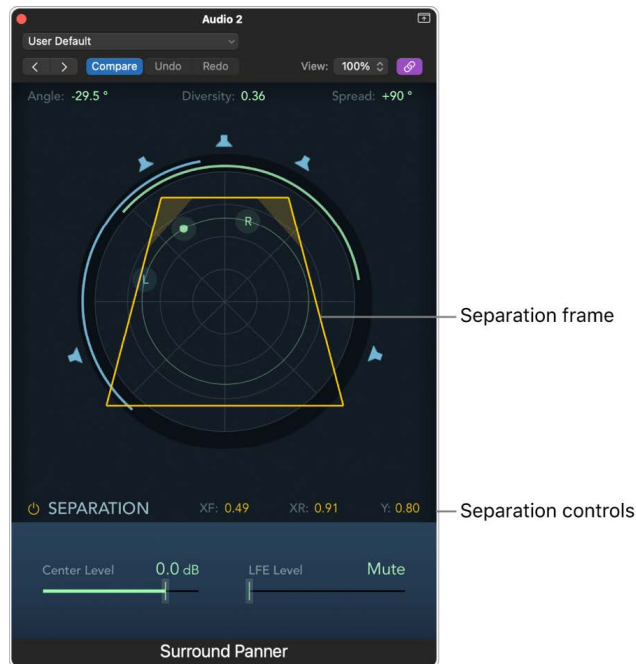 Audio 2
User Default
Compare Undo Redo View: 100%
Angle: -29.5 ° Diversity: 0.36 Spread: +90 °
R
L
Separation frame
SEPARATION XF: 0.49 XR: 0.91 Y: 0.80
Separation controls
Center Level 0.0 dB LFE Level Mute
Surround Panner